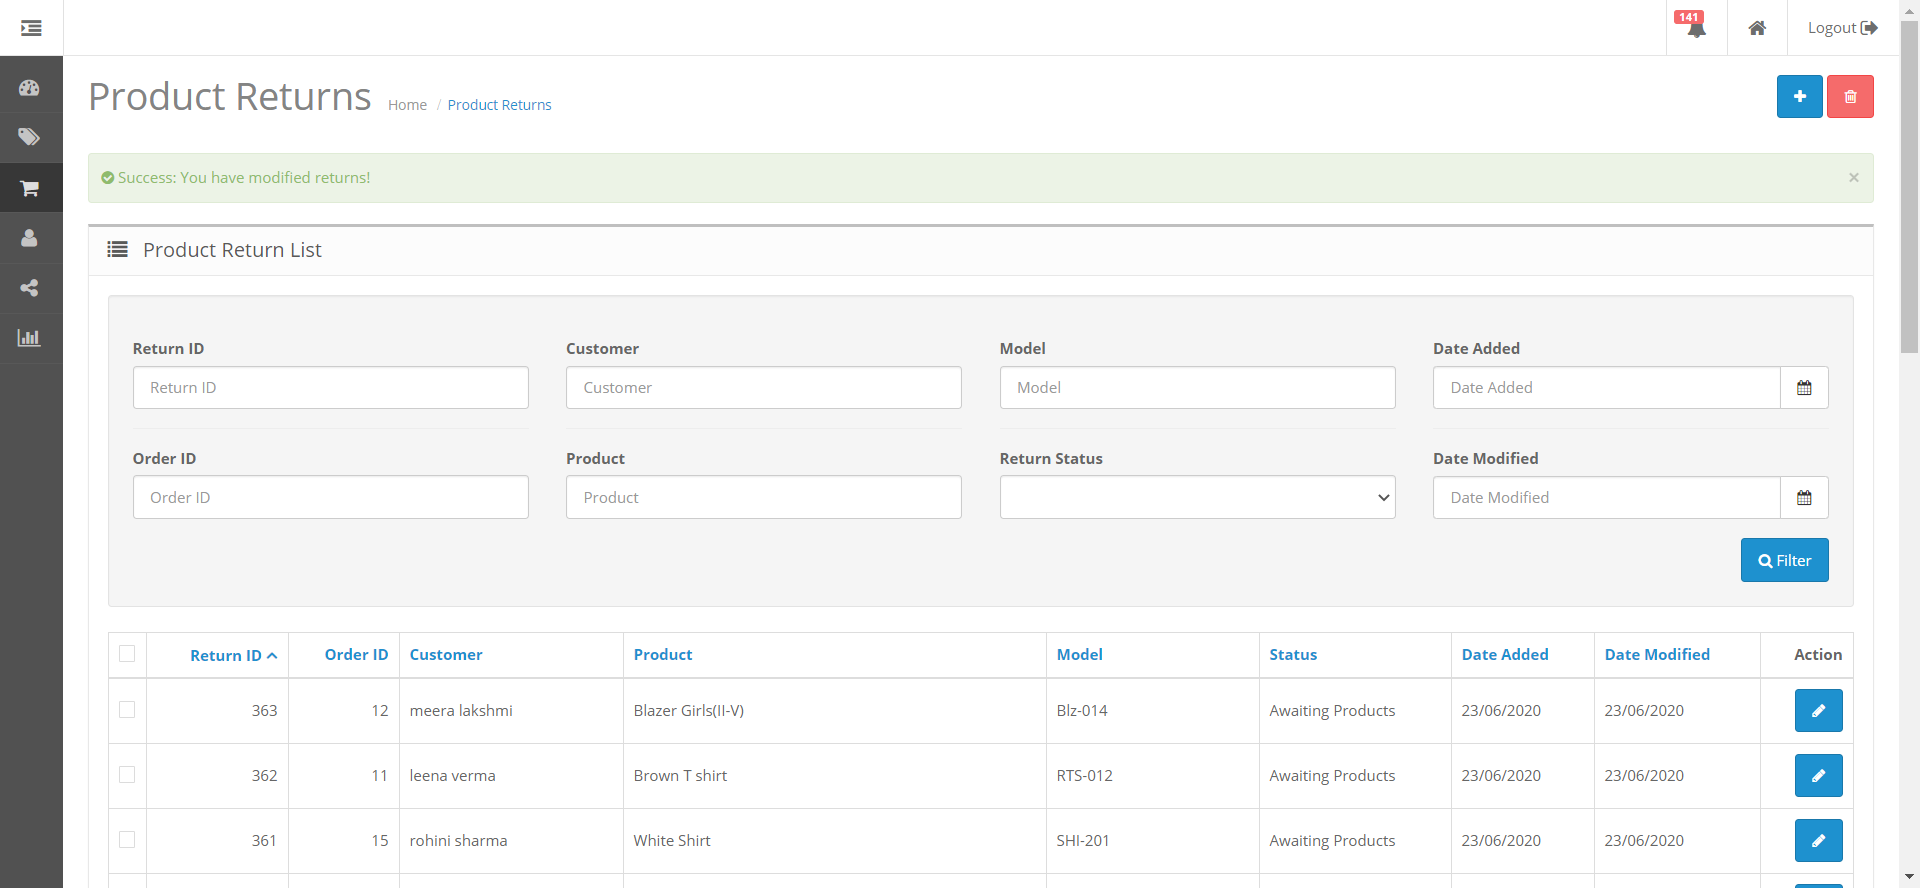 141
Logout
Product Returns Home / Product Returns
Success: You have modified returns! ×
Product Return List
Return ID Customer Model Date Added
Return ID Customer Model Date Added
Order ID Product Return Status Date Modified
Order ID Product Date Modified
Filter
Return ID Order ID Customer Product Model Status Date Added Date Modified Action
363 12 meera lakshmi Blazer Girls(II-V) Blz-014 Awaiting Products 23/06/2020 23/06/2020
362 11 leena verma Brown T shirt RTS-012 Awaiting Products 23/06/2020 23/06/2020
361 15 rohini sharma White Shirt SHI-201 Awaiting Products 23/06/2020 23/06/2020